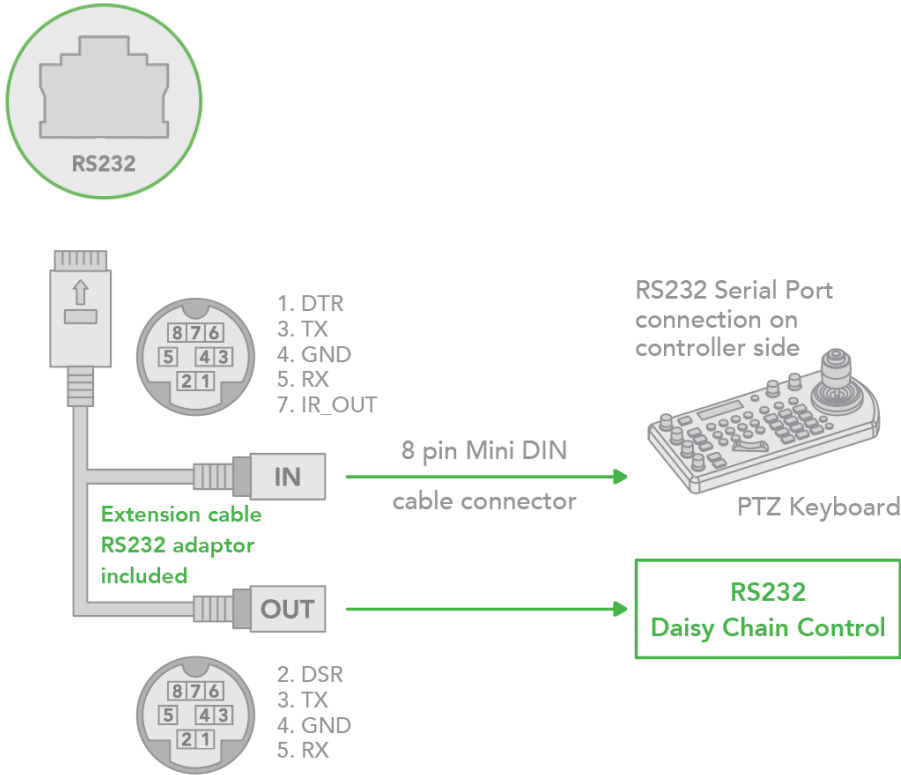 RS232
8 7 6
5 4 3
2 1
1. DTR
3. TX
4. GND
5. RX
7. IR_OUT
RS232 Serial Port
connection on
controller side
IN
8 pin Mini DIN
cable connector
PTZ Keyboard
Extension cable
RS232 adaptor
included
OUT
RS232
Daisy Chain Control
8 7 6
5 4 3
2 1
2. DSR
3. TX
4. GND
5. RX